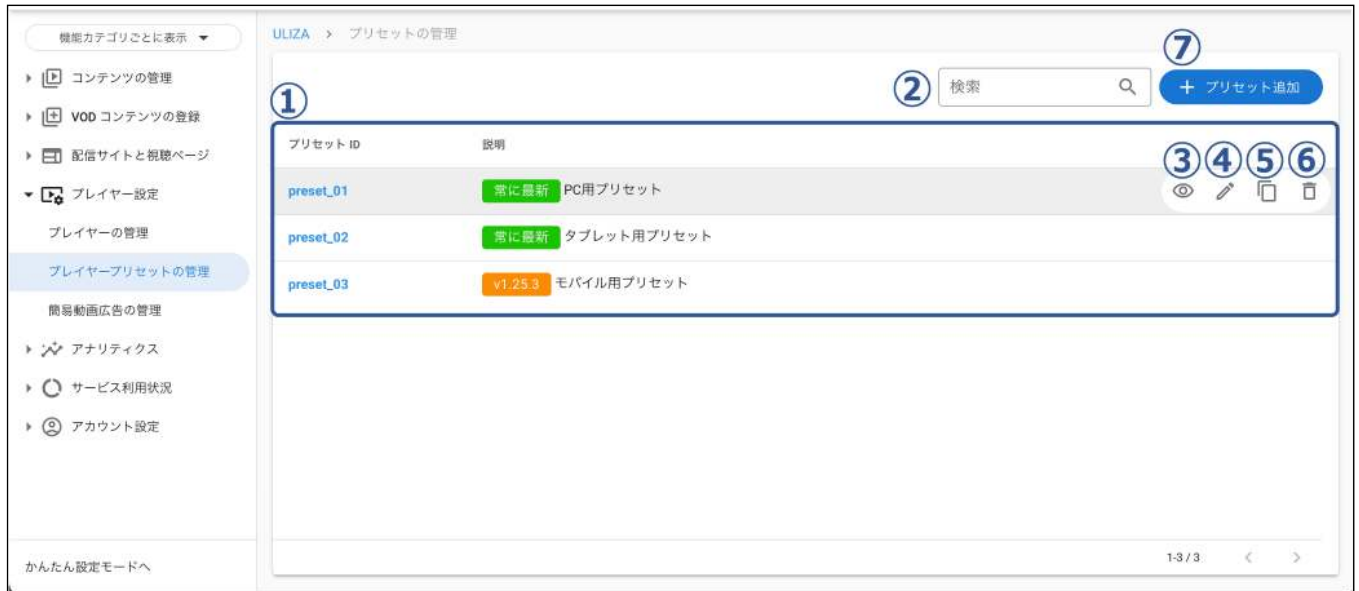 機能カテゴリごとに表示
コンテンツの管理
VOD コンテンツの登録
配信サイトと視聴ページ
プレイヤー設定
プレイヤーの管理
プレイヤープリセットの管理
簡易動画広告の管理
アナリティクス
サービス利用状況
アカウント設定
かんたん設定モードへ
ULIZA > プリセットの管理
⑦
② 検索 + プリセット追加
①
プリセット ID 説明
③ ④ ⑤ ⑥
preset_01 常に最新 PC用プリセット
preset_02 常に最新 タブレット用プリセット
preset_03 v1.25.3 モバイル用プリセット
1-3 / 3 < >